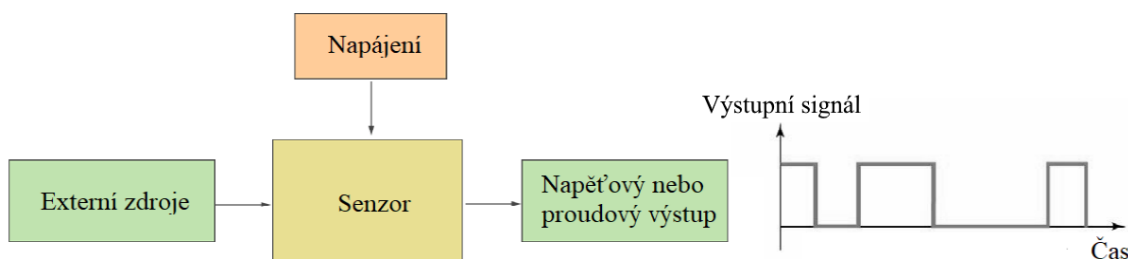 Napájení
Externí zdroje
Senzor
Napěťový nebo
proudový výstup
Výstupní signál
Čas